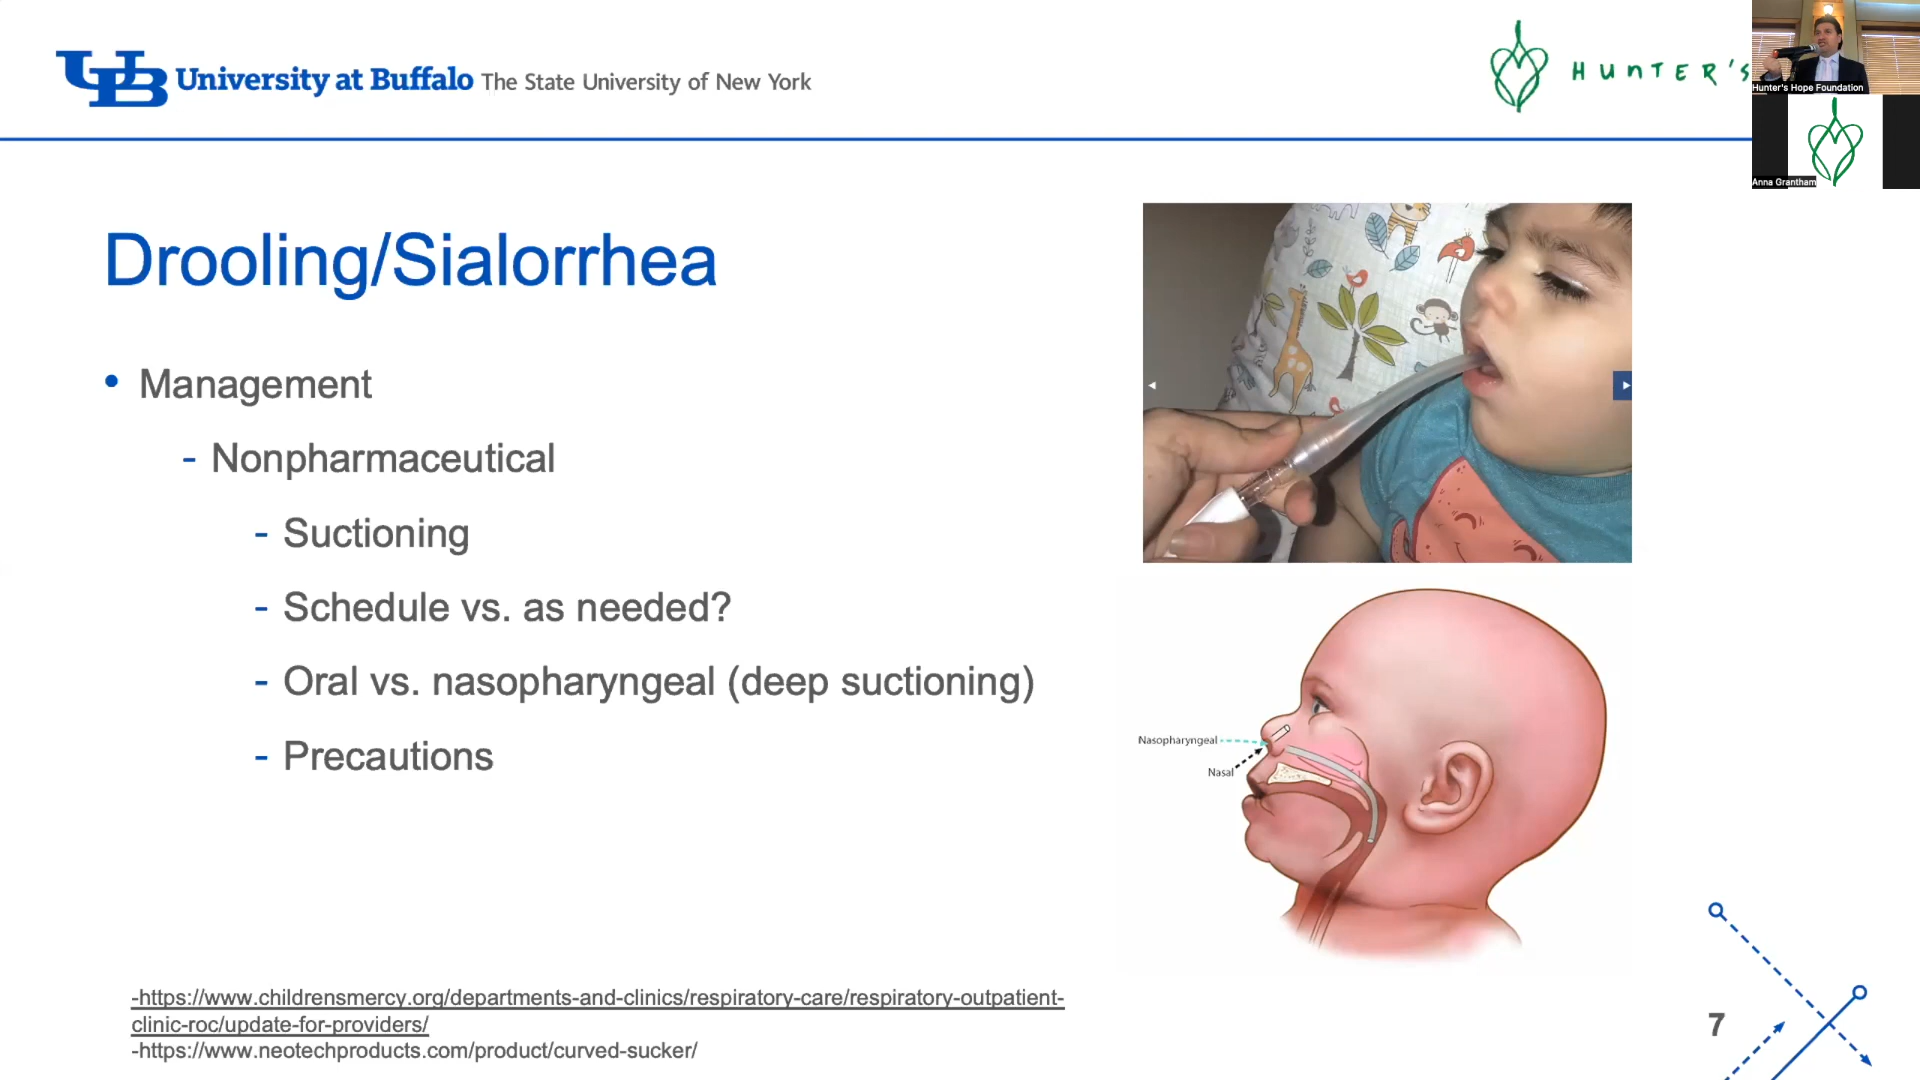 UB University at Buffalo The State University of New York
HUNTER'S
Hunter's Hope Foundation
Anna Grantham
Drooling/Sialorrhea
• Management
- Nonpharmaceutical
- Suctioning
- Schedule vs. as needed?
- Oral vs. nasopharyngeal (deep suctioning)
- Precautions
Nasopharyngeal
Nasal
-https://www.childrensmercy.org/departments-and-clinics/respiratory-care/respiratory-outpatient-
clinic-roc/update-for-providers/
-https://www.neotechproducts.com/product/curved-sucker/
7